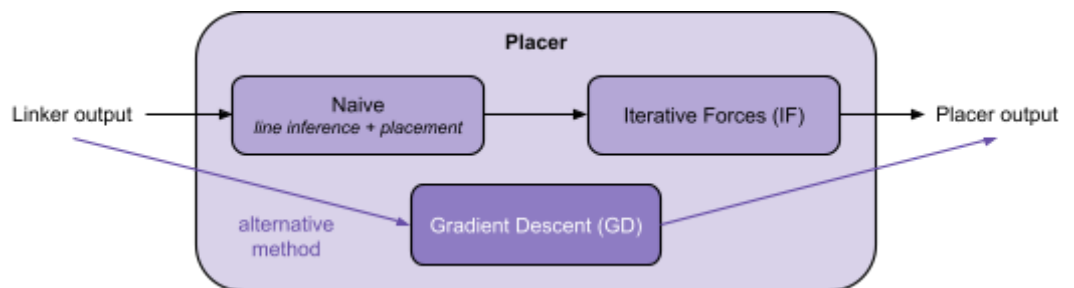 Placer
Linker output
Naive
line inference + placement
Iterative Forces (IF)
Placer output
alternative
method
Gradient Descent (GD)